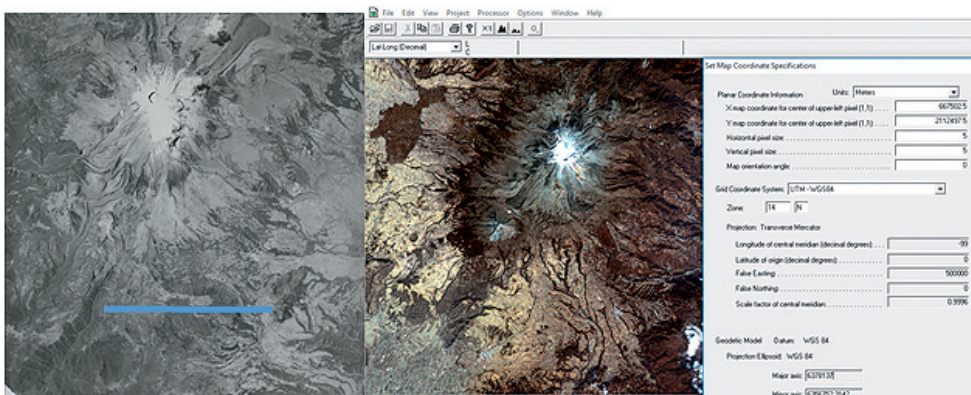 File Edit View Project Processor Options Window Help
Lat-Long (Decimal)
L
C
Set Map Coordinate Specifications
Planar Coordinate Information Units: Meters
X-map coordinate for center of upper-left pixel (1,1): 667502.5
Y-map coordinate for center of upper-left pixel (1,1): 2112497.5
Horizontal pixel size: 5
Vertical pixel size: 5
Map orientation angle: 0
Grid Coordinate System: UTM - WGS84
Zone: N
Projection: Transverse Mercator
Longitude of central meridian (decimal degrees): -99
Latitude of origin (decimal degrees): 0
False Easting: 500000
False Northing: 0
Scale factor of central meridian: 0.9996
Geodetic Model Datum: WGS 84
Projection Ellipsoid: WGS-84
Major axis: 6378137